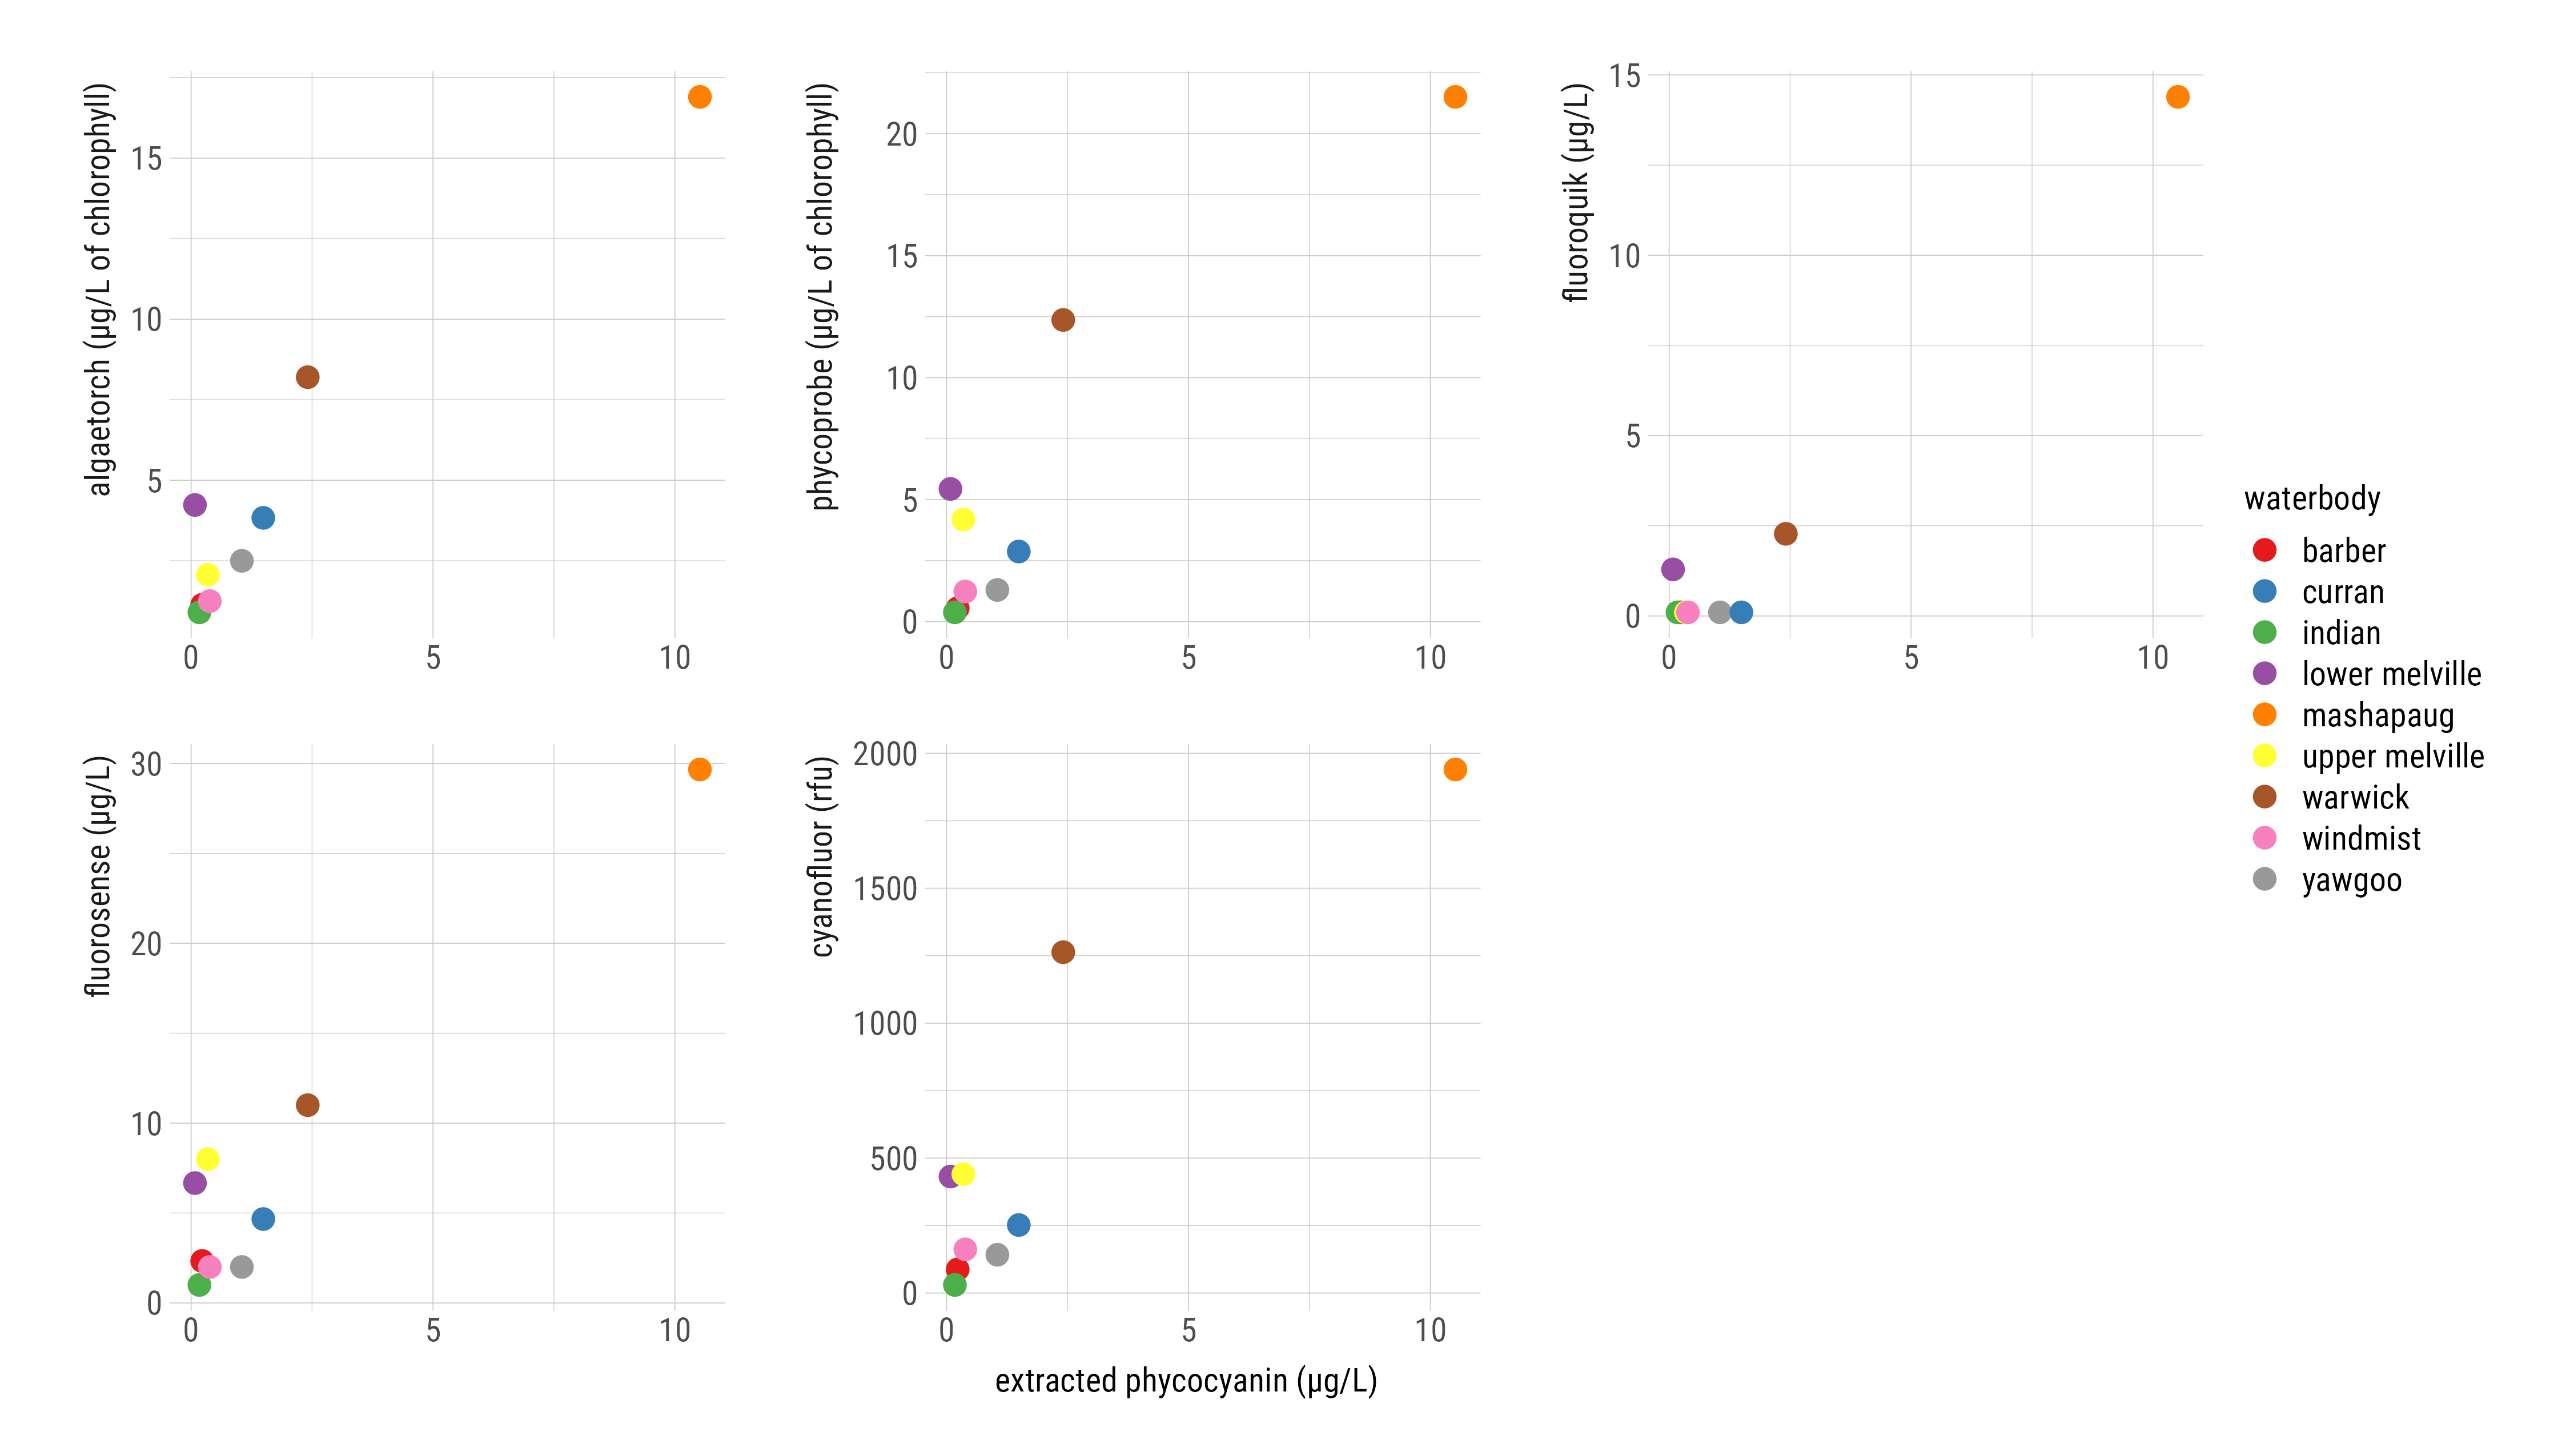 algaetorch (µg/L of chlorophyll)
15
10
5
0 5 10
phycoprobe (µg/L of chlorophyll)
20
15
10
5
0
0 5 10
fluoroquik (µg/L)
15
10
5
0
0 5 10
fluorosense (µg/L)
30
20
10
0
0 5 10
cyanofluor (rfu)
2000
1500
1000
500
0
0 5 10
extracted phycocyanin (µg/L)
waterbody
barber
curran
indian
lower melville
mashapaug
upper melville
warwick
windmist
yawgoo